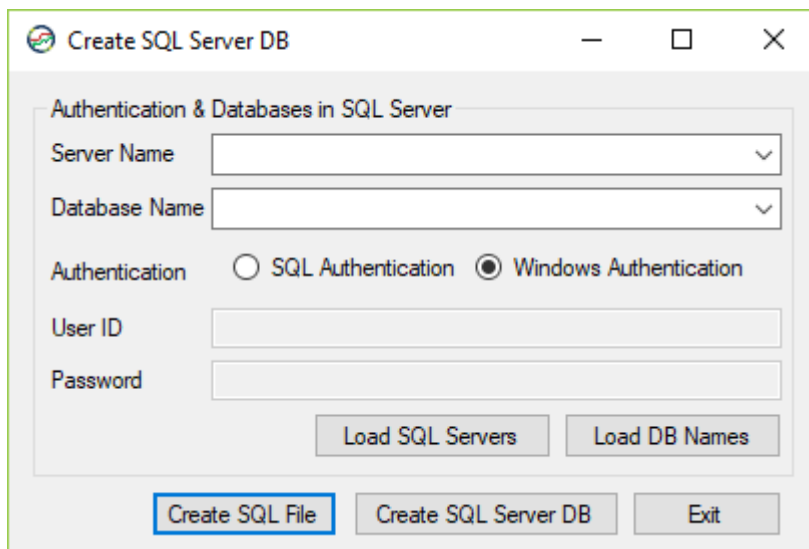 Create SQL Server DB
Authentication & Databases in SQL Server
Server Name
Database Name
Authentication SQL Authentication Windows Authentication
User ID
Password
Load SQL Servers Load DB Names
Create SQL File Create SQL Server DB Exit